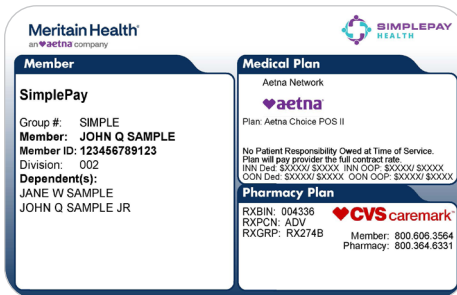 Meritain Health®
an aetna company
SIMPLEPAY
HEALTH
Member
SimplePay
Group #: SIMPLE
Member: JOHN Q SAMPLE
Member ID: 123456789123
Division: 002
Dependent(s):
JANE W SAMPLE
JOHN Q SAMPLE JR
Medical Plan
Aetna Network
aetna
Plan: Aetna Choice POS II
No Patient Responsibility Owed at Time of Service.
Plan will pay provider the full contract rate.
INN Ded: $XXXX/ $XXXX INN OOP: $XXXX/ $XXXX
OON Ded: $XXXX/ $XXXX OON OOP: $XXXX/ $XXXX
Pharmacy Plan
RXBIN: 004336
RXPCN: ADV
RXGRP: RX274B
CVS caremark
Member: 800.606.3564
Pharmacy: 800.364.6331